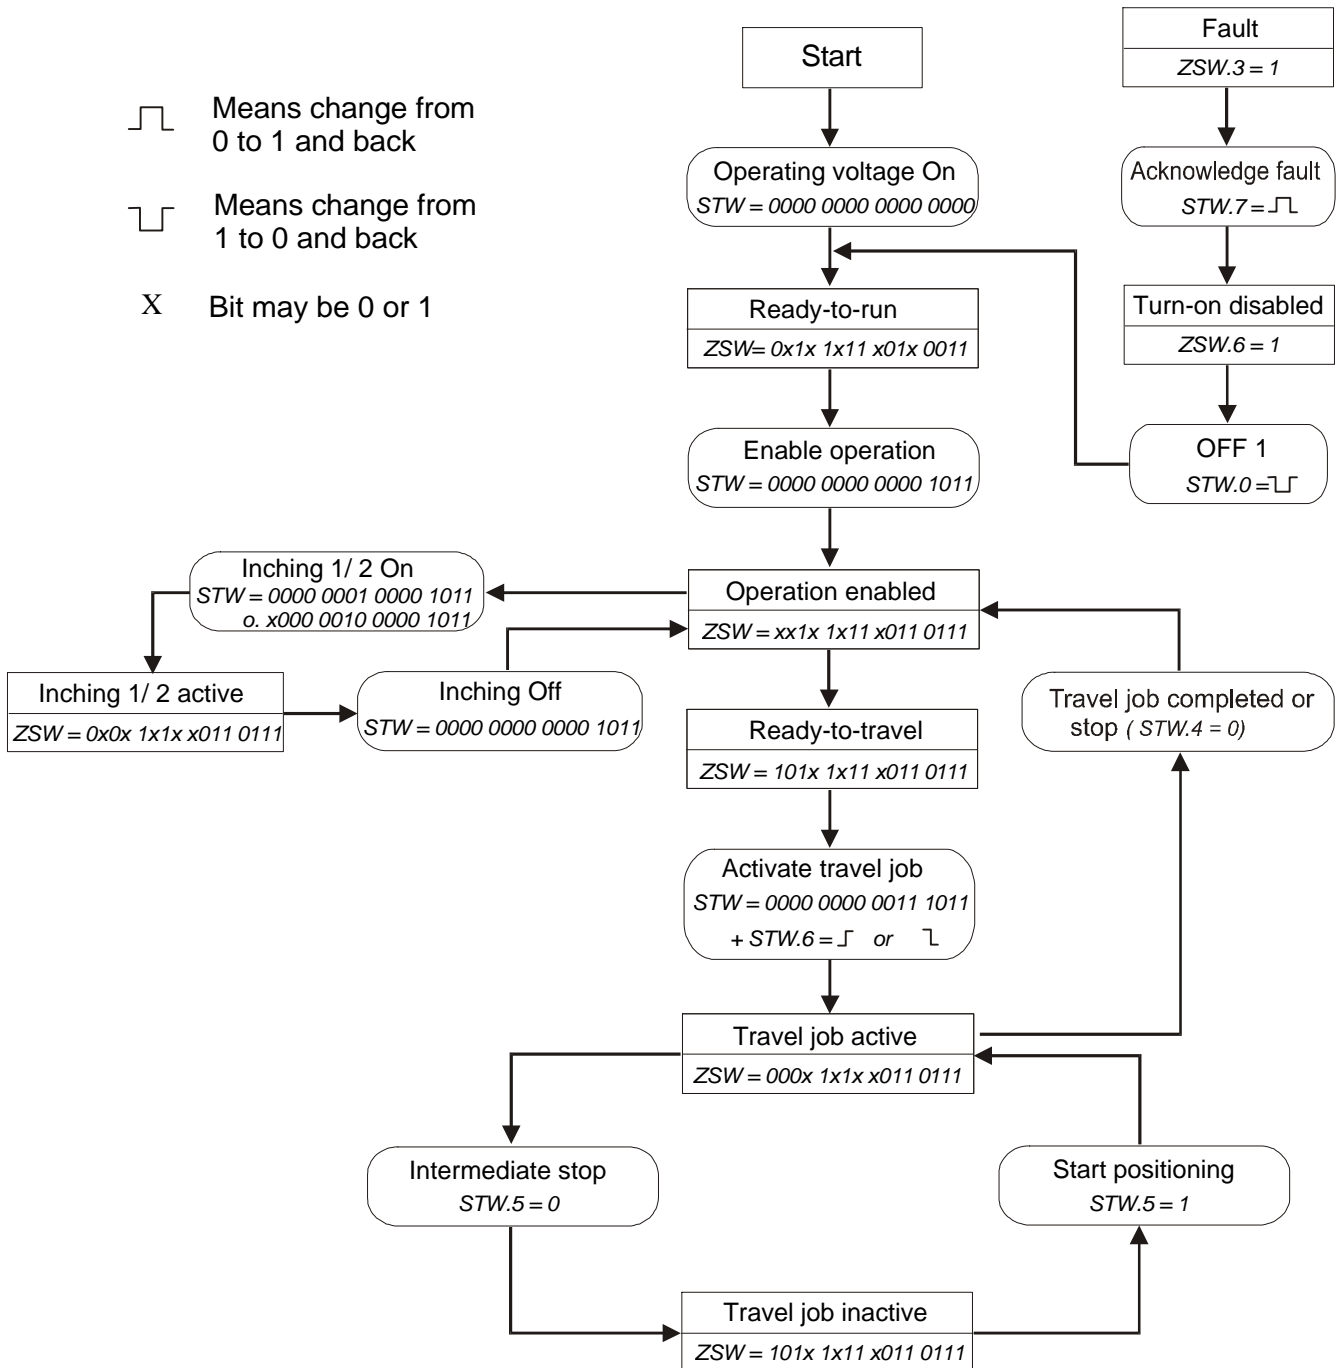 Means change from
0 to 1 and back
Means change from
1 to 0 and back
X Bit may be 0 or 1
Start
Operating voltage On
STW = 0000 0000 0000 0000
Ready-to-run
ZSW= 0x1x 1x11 x01x 0011
Enable operation
STW = 0000 0000 0000 1011
Fault
ZSW.3 = 1
Acknowledge fault
STW.7 =
Turn-on disabled
ZSW.6 = 1
OFF 1
STW.0 =
Inching 1/ 2 On
STW = 0000 0001 0000 1011
o. x000 0010 0000 1011
Operation enabled
ZSW = xx1x 1x11 x011 0111
Inching 1/ 2 active
ZSW = 0x0x 1x1x x011 0111
Inching Off
STW = 0000 0000 0000 1011
Ready-to-travel
ZSW = 101x 1x11 x011 0111
Travel job completed or
stop ( STW.4 = 0)
Activate travel job
STW = 0000 0000 0011 1011
+ STW.6 = or
Travel job active
ZSW = 000x 1x1x x011 0111
Intermediate stop
STW.5 = 0
Start positioning
STW.5 = 1
Travel job inactive
ZSW = 101x 1x11 x011 0111